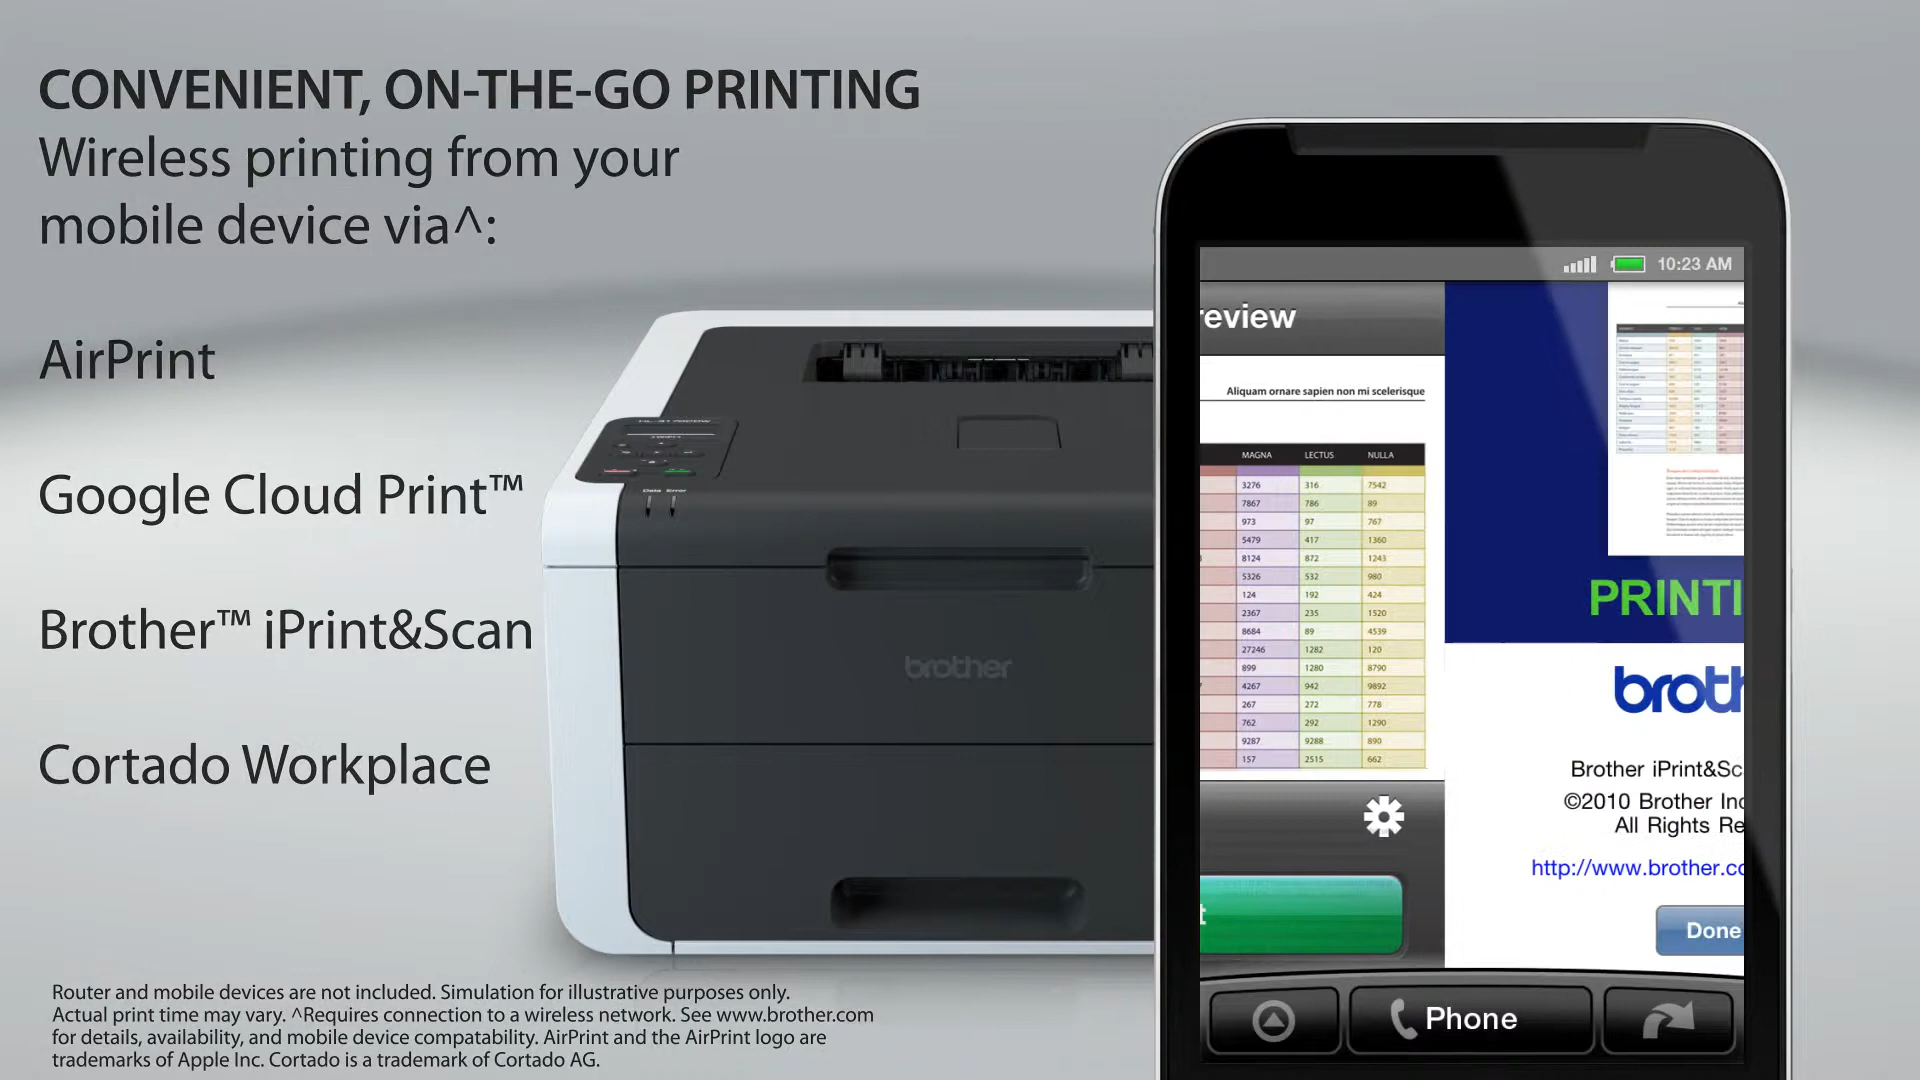 CONVENIENT, ON-THE-GO PRINTING
Wireless printing from your
mobile device via^:
AirPrint
Google Cloud Print™
Brother™ iPrint&Scan
Cortado Workplace
Router and mobile devices are not included. Simulation for illustrative purposes only.
Actual print time may vary. ^Requires connection to a wireless network. See www.brother.com
for details, availability, and mobile device compatability. AirPrint and the AirPrint logo are
trademarks of Apple Inc. Cortado is a trademark of Cortado AG.
Data Error
brother
10:23 AM
review
Aliquam ornare sapien non mi scelerisque
MAGNA LECTUS NULLA
3276 316 7542
7867 786 89
973 97 767
5479 417 1360
8124 872 1243
5326 532 980
124 192 424
2367 235 1520
8684 89 4539
27246 1282 120
899 1280 8790
4267 942 9892
267 272 778
762 292 1290
9287 9288 890
157 2515 662
t
PRINTI
broth
Brother iPrint&Sc
©2010 Brother Inc
All Rights Re
http://www.brother.co
Done
Phone